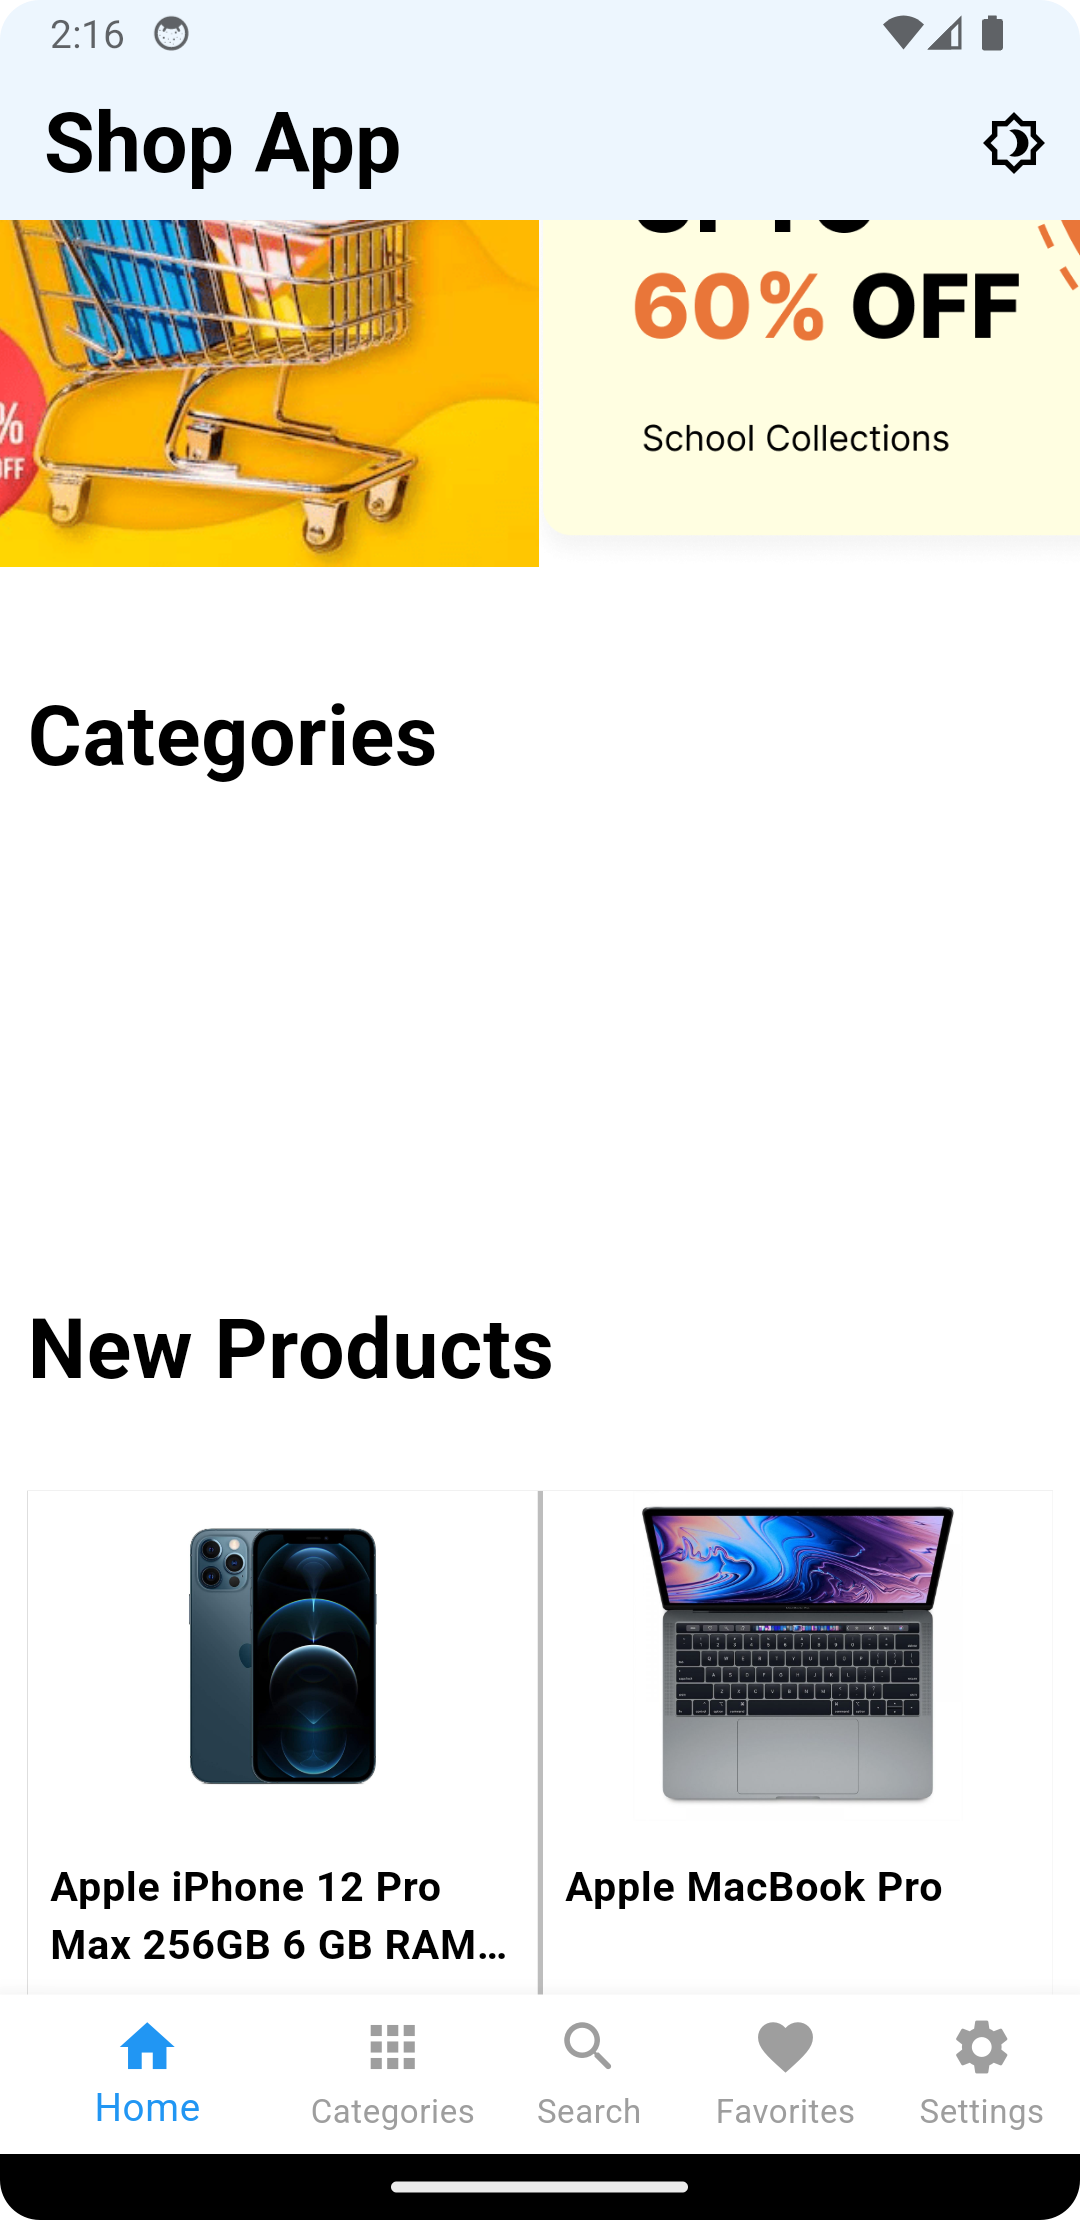 2:16
Shop App
60% OFF
%
OFF
School Collections
Categories
New Products
Apple iPhone 12 Pro
Max 256GB 6 GB RAM...
Apple MacBook Pro
Home
Categories
Search
Favorites
Settings